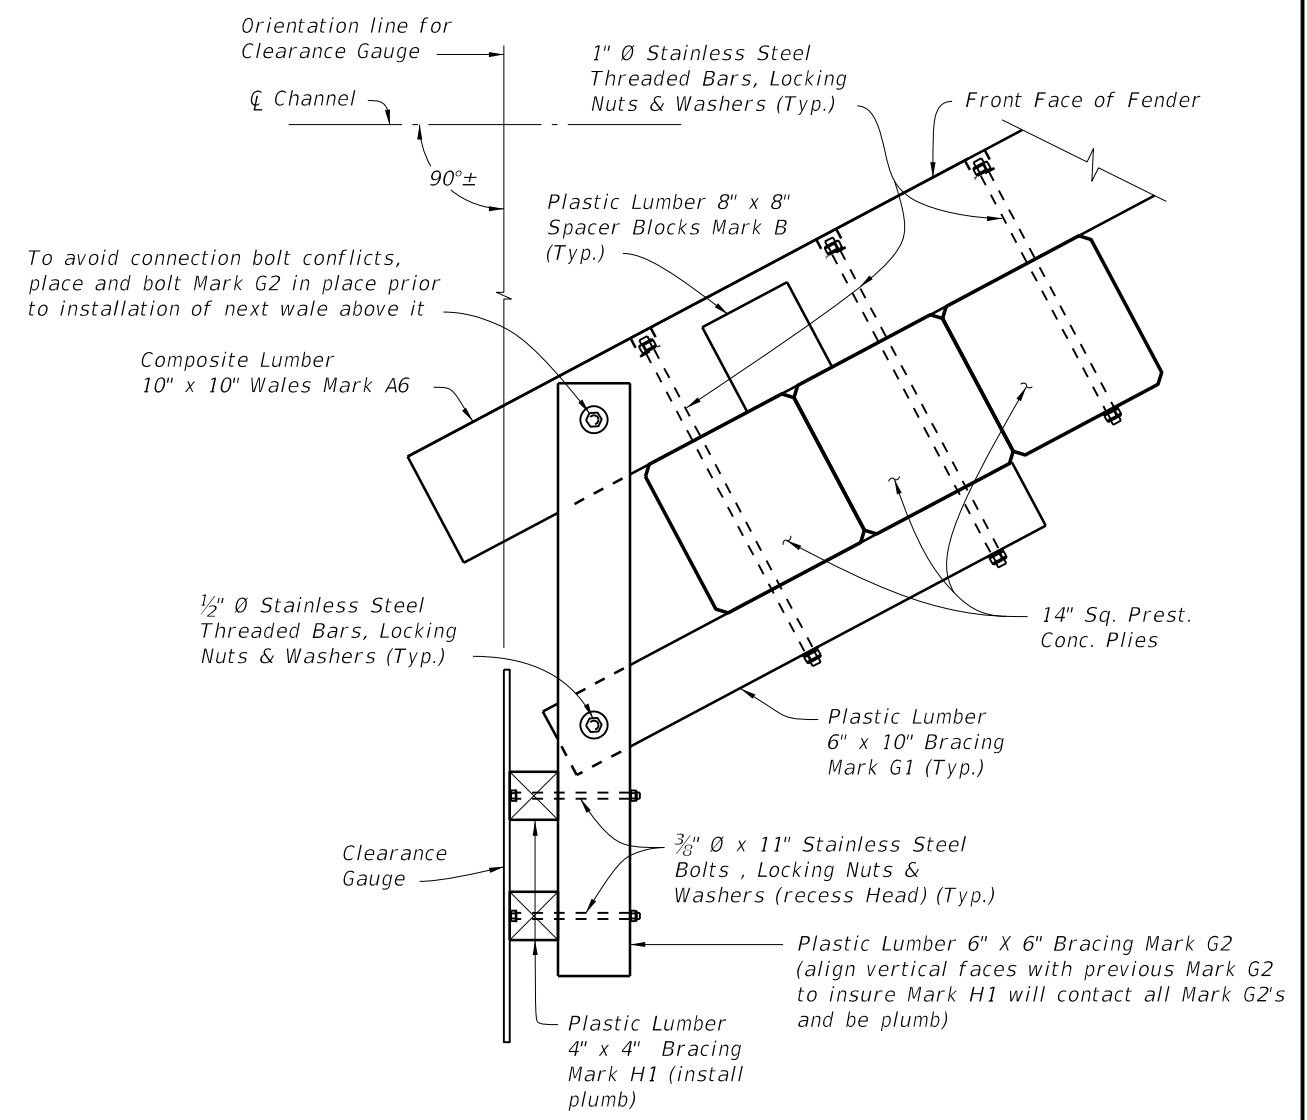 Orientation line for
Clearance Gauge
℄ Channel
90°±
1" Ø Stainless Steel
Threaded Bars, Locking
Nuts & Washers (Typ.)
Front Face of Fender
Plastic Lumber 8" x 8"
Spacer Blocks Mark B
(Typ.)
To avoid connection bolt conflicts,
place and bolt Mark G2 in place prior
to installation of next wale above it
Composite Lumber
10" x 10" Wales Mark A6
½" Ø Stainless Steel
Threaded Bars, Locking
Nuts & Washers (Typ.)
14" Sq. Prest.
Conc. Plies
Plastic Lumber
6" x 10" Bracing
Mark G1 (Typ.)
Clearance
Gauge
⅜" Ø x 11" Stainless Steel
Bolts , Locking Nuts &
Washers (recess Head) (Typ.)
Plastic Lumber 6" X 6" Bracing Mark G2
(align vertical faces with previous Mark G2
to insure Mark H1 will contact all Mark G2's
and be plumb)
Plastic Lumber
4" x 4" Bracing
Mark H1 (install
plumb)